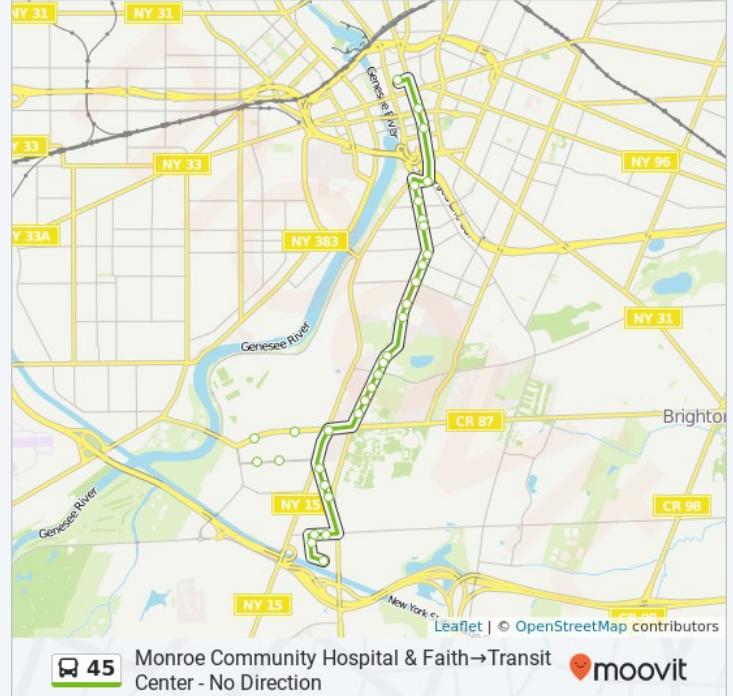 NY 31
NY 31
Genesee River
NY 33
NY 33
NY 96
Y 33A
NY 383
NY 31
Genesee River
CR 87
Brighton
Genesee River
NY 15
CR 98
NY 15
New York S
Leaflet | © OpenStreetMap contributors
45
Monroe Community Hospital & Faith→Transit
Center - No Direction
moovit